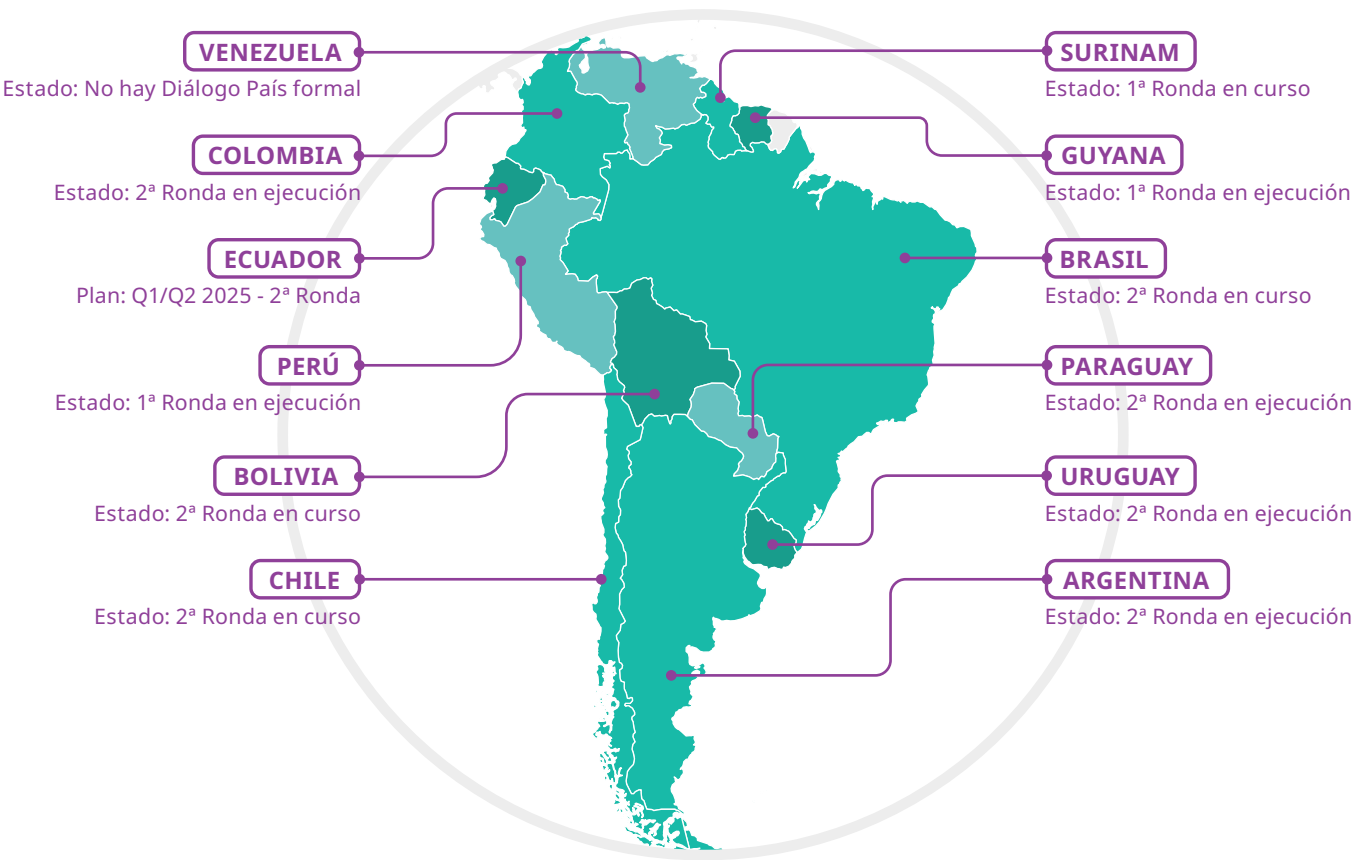 VENEZUELA
Estado: No hay Diálogo País formal
COLOMBIA
Estado: 2ª Ronda en ejecución
ECUADOR
Plan: Q1/Q2 2025 - 2ª Ronda
PERÚ
Estado: 1ª Ronda en ejecución
BOLIVIA
Estado: 2ª Ronda en curso
CHILE
Estado: 2ª Ronda en curso
SURINAM
Estado: 1ª Ronda en curso
GUYANA
Estado: 1ª Ronda en ejecución
BRASIL
Estado: 2ª Ronda en curso
PARAGUAY
Estado: 2ª Ronda en ejecución
URUGUAY
Estado: 2ª Ronda en ejecución
ARGENTINA
Estado: 2ª Ronda en ejecución